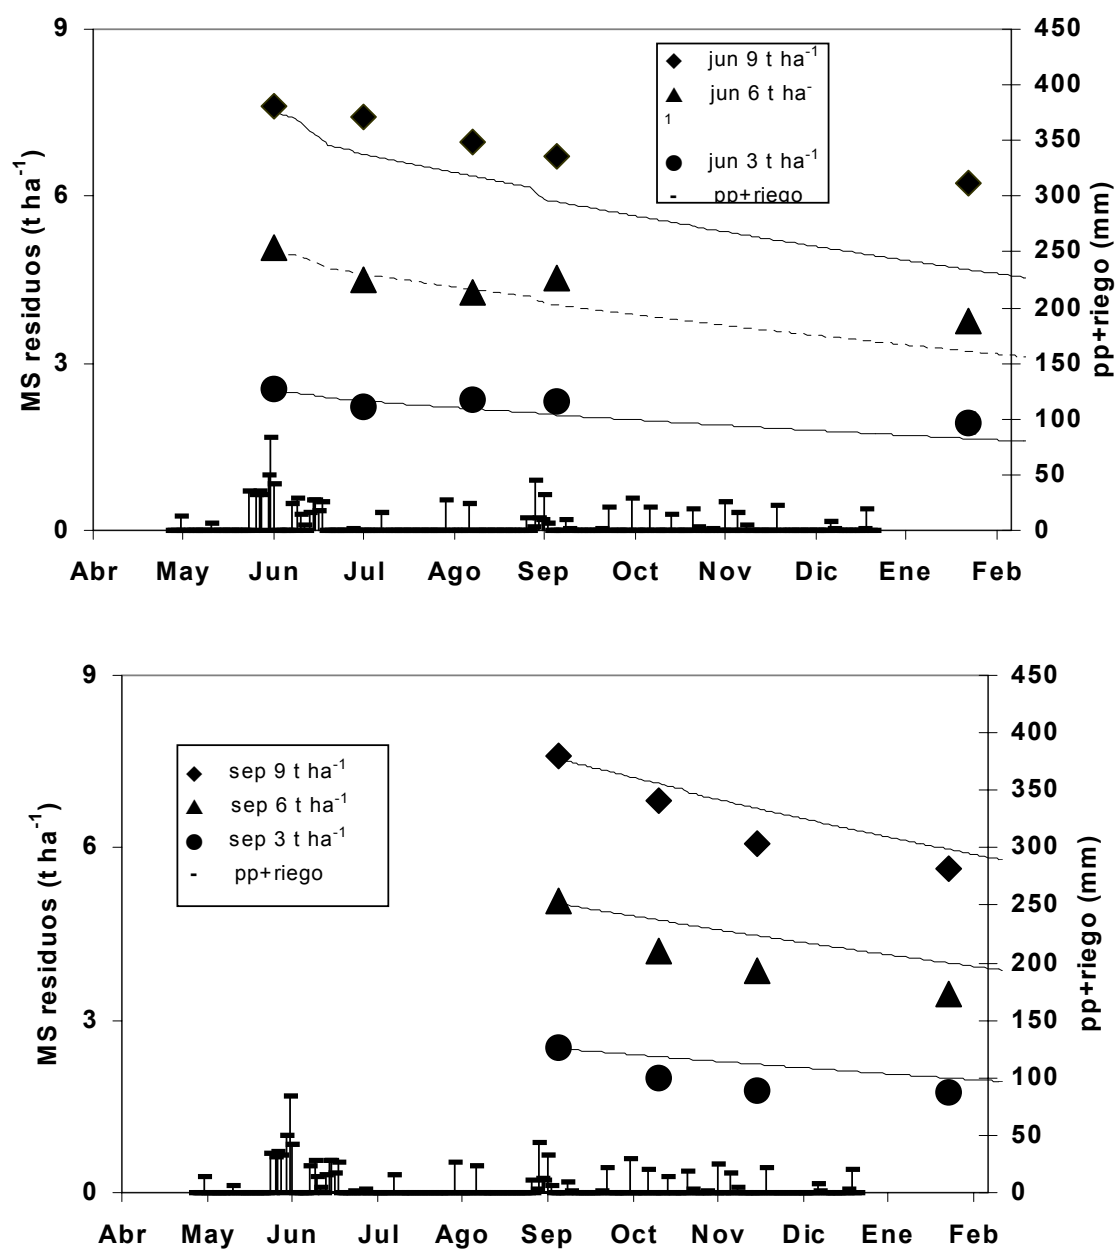 9
6
3
0
MS residuos (t ha-1)
450
400
350
300
250
200
150
100
50
0
pp+riego (mm)
jun 9 t ha-1
jun 6 t ha-
1
jun 3 t ha-1
- pp+riego
Abr May Jun Jul Ago Sep Oct Nov Dic Ene Feb
9
6
3
0
MS residuos (t ha-1)
450
400
350
300
250
200
150
100
50
0
pp+riego (mm)
sep 9 t ha-1
sep 6 t ha-1
sep 3 t ha-1
- pp+riego
Abr May Jun Jul Ago Sep Oct Nov Dic Ene Feb